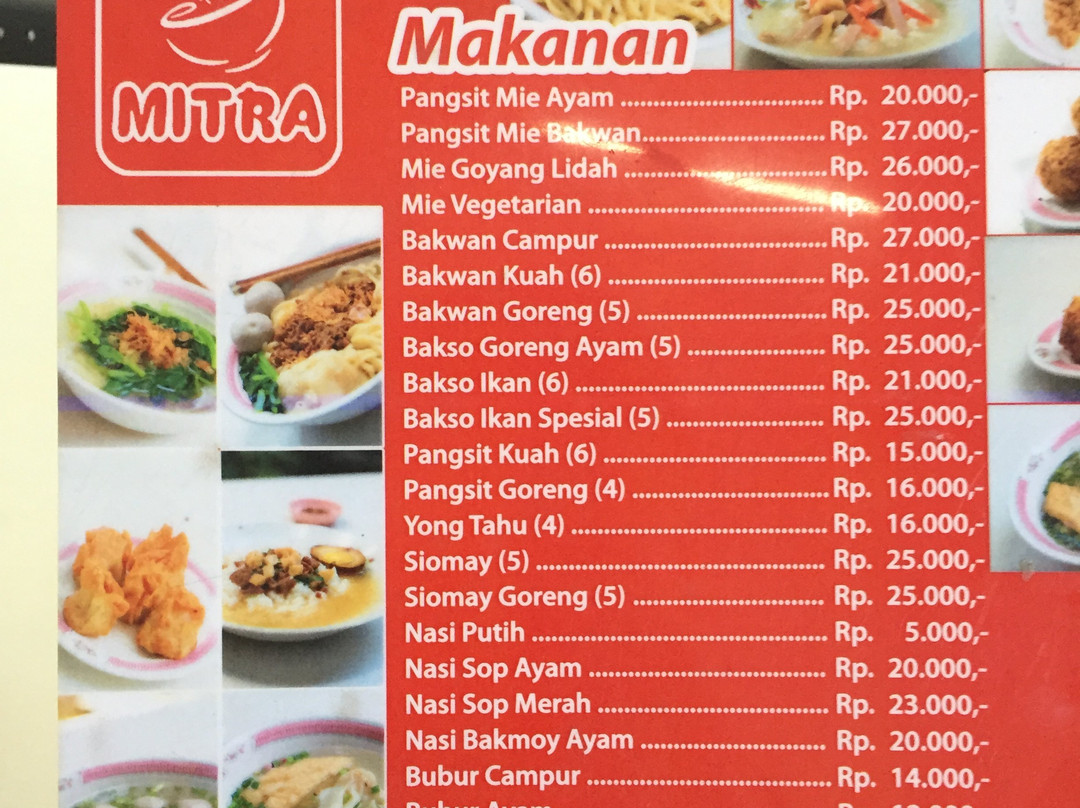 MITRA
Makanan
Pangsit Mie Ayam ........................ Rp. 20.000,-
Pangsit Mie Bakwan........................ Rp. 27.000,-
Mie Goyang Lidah ........................ Rp. 26.000,-
Mie Vegetarian ........................ Rp. 20.000,-
Bakwan Campur ........................ Rp. 27.000,-
Bakwan Kuah (6) ........................ Rp. 21.000,-
Bakwan Goreng (5) ........................ Rp. 25.000,-
Bakso Goreng Ayam (5) ........................ Rp. 25.000,-
Bakso Ikan (6) ........................ Rp. 21.000,-
Bakso Ikan Spesial (5) ........................ Rp. 25.000,-
Pangsit Kuah (6) ........................ Rp. 15.000,-
Pangsit Goreng (4) ........................ Rp. 16.000,-
Yong Tahu (4) ........................ Rp. 16.000,-
Siomay (5) ........................ Rp. 25.000,-
Siomay Goreng (5) ........................ Rp. 25.000,-
Nasi Putih ........................ Rp. 5.000,-
Nasi Sop Ayam ........................ Rp. 20.000,-
Nasi Sop Merah ........................ Rp. 23.000,-
Nasi Bakmoy Ayam ........................ Rp. 20.000,-
Bubur Campur ........................ Rp. 14.000,-
Bubur Ayam